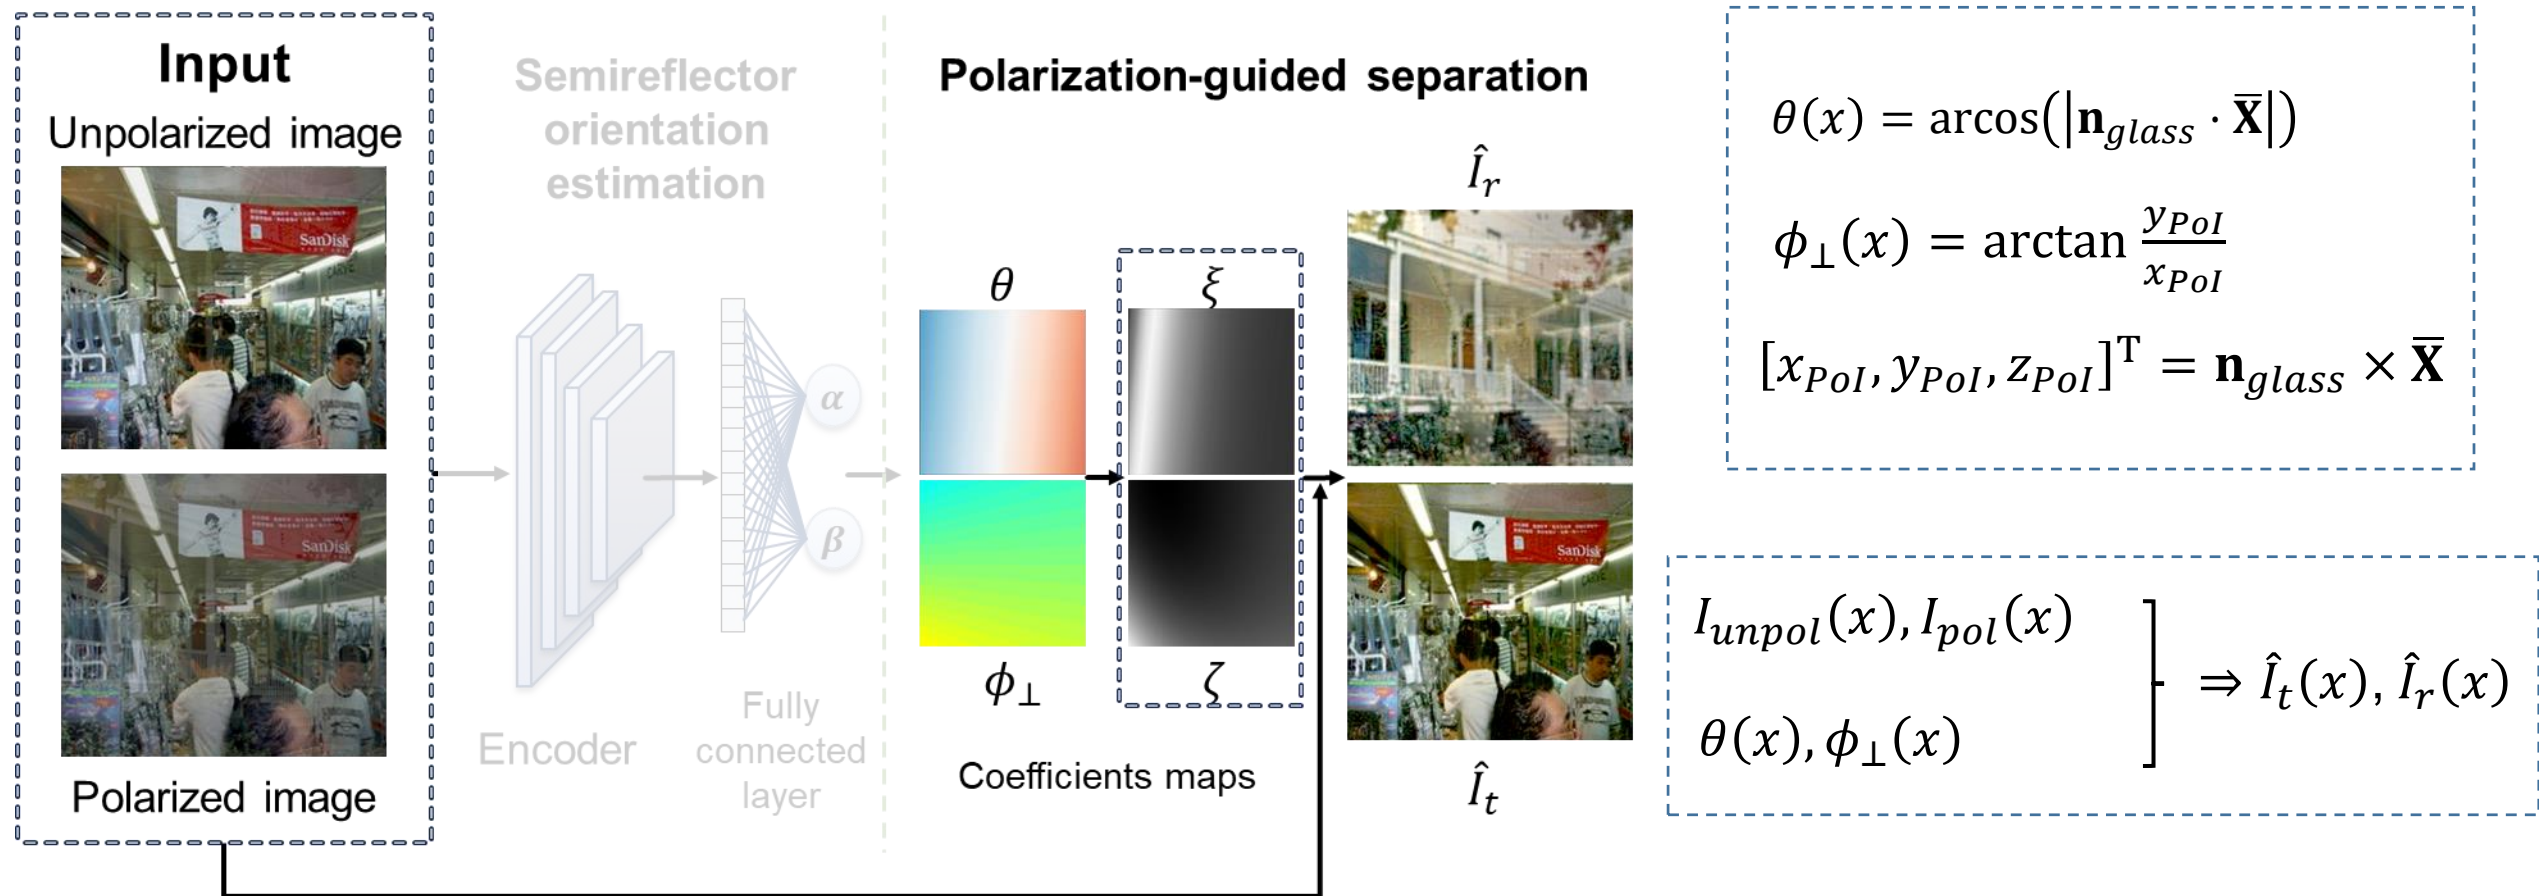 Input
Unpolarized image
SanDisk
SanDisk
Polarized image
Semireflector
orientation
estimation
α
β
Encoder
Fully
connected
layer
Polarization-guided separation
θ
ξ
ϕ⊥
ζ
Coefficients maps
Î_r
SanDisk
Î_t
θ(x) = arcos(|n_glass · X̄|)
ϕ⊥(x) = arctan y_PoI / x_PoI
[x_PoI, y_PoI, z_PoI]^T = n_glass × X̄
I_unpol(x), I_pol(x)
θ(x), ϕ⊥(x)
⇒ Î_t(x), Î_r(x)